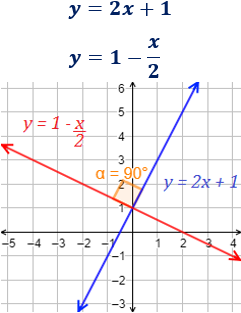 y = 2x + 1
y = 1 - x/2
y = 1 - x/2
α = 90°
y = 2x + 1
6
5
4
3
2
1
-5 -4 -3 -2 -1 0 1 2 3 4
-1
-2
-3